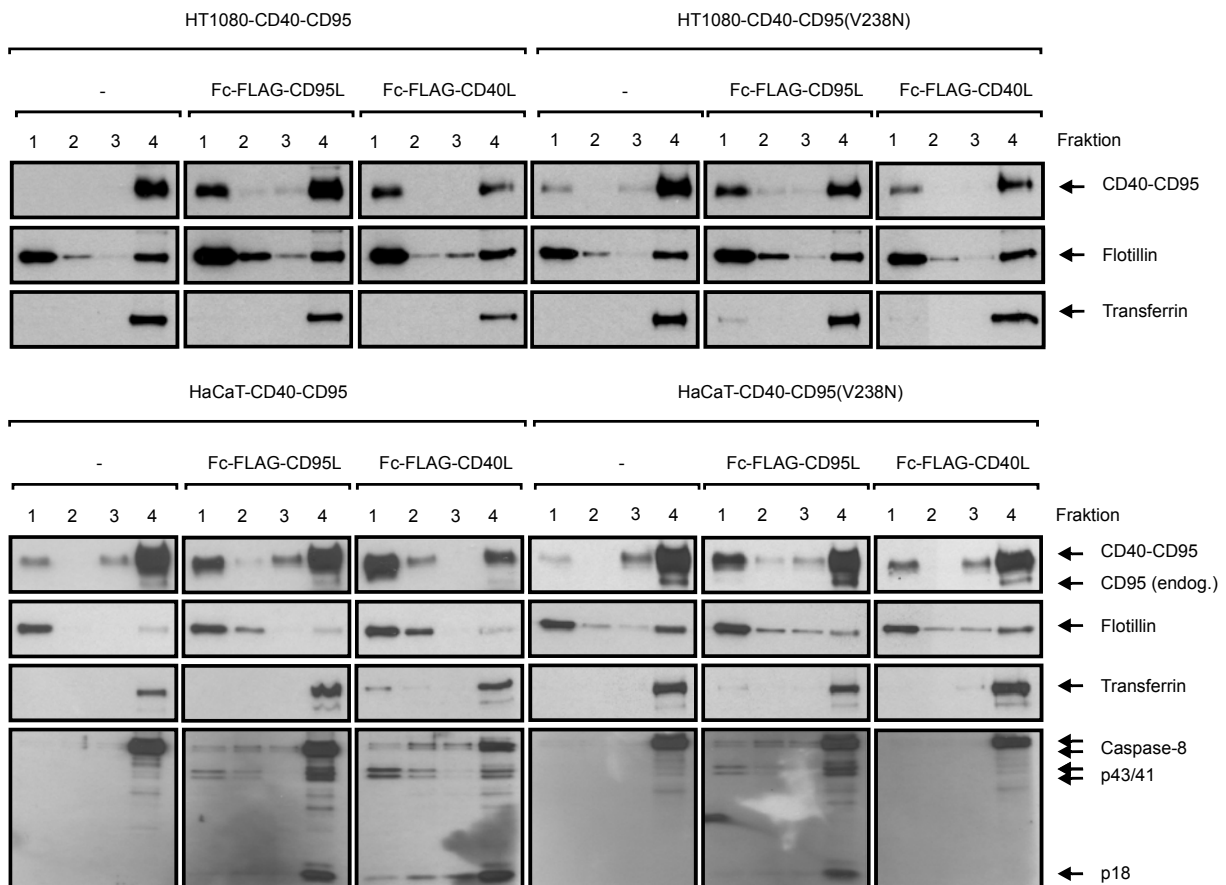 HT1080-CD40-CD95 HT1080-CD40-CD95(V238N)
- Fc-FLAG-CD95L Fc-FLAG-CD40L - Fc-FLAG-CD95L Fc-FLAG-CD40L
1 2 3 4 1 2 3 4 1 2 3 4 1 2 3 4 1 2 3 4 1 2 3 4 Fraktion
CD40-CD95
Flotillin
Transferrin
HaCaT-CD40-CD95 HaCaT-CD40-CD95(V238N)
- Fc-FLAG-CD95L Fc-FLAG-CD40L - Fc-FLAG-CD95L Fc-FLAG-CD40L
1 2 3 4 1 2 3 4 1 2 3 4 1 2 3 4 1 2 3 4 1 2 3 4 Fraktion
CD40-CD95
CD95 (endog.)
Flotillin
Transferrin
Caspase-8
p43/41
p18